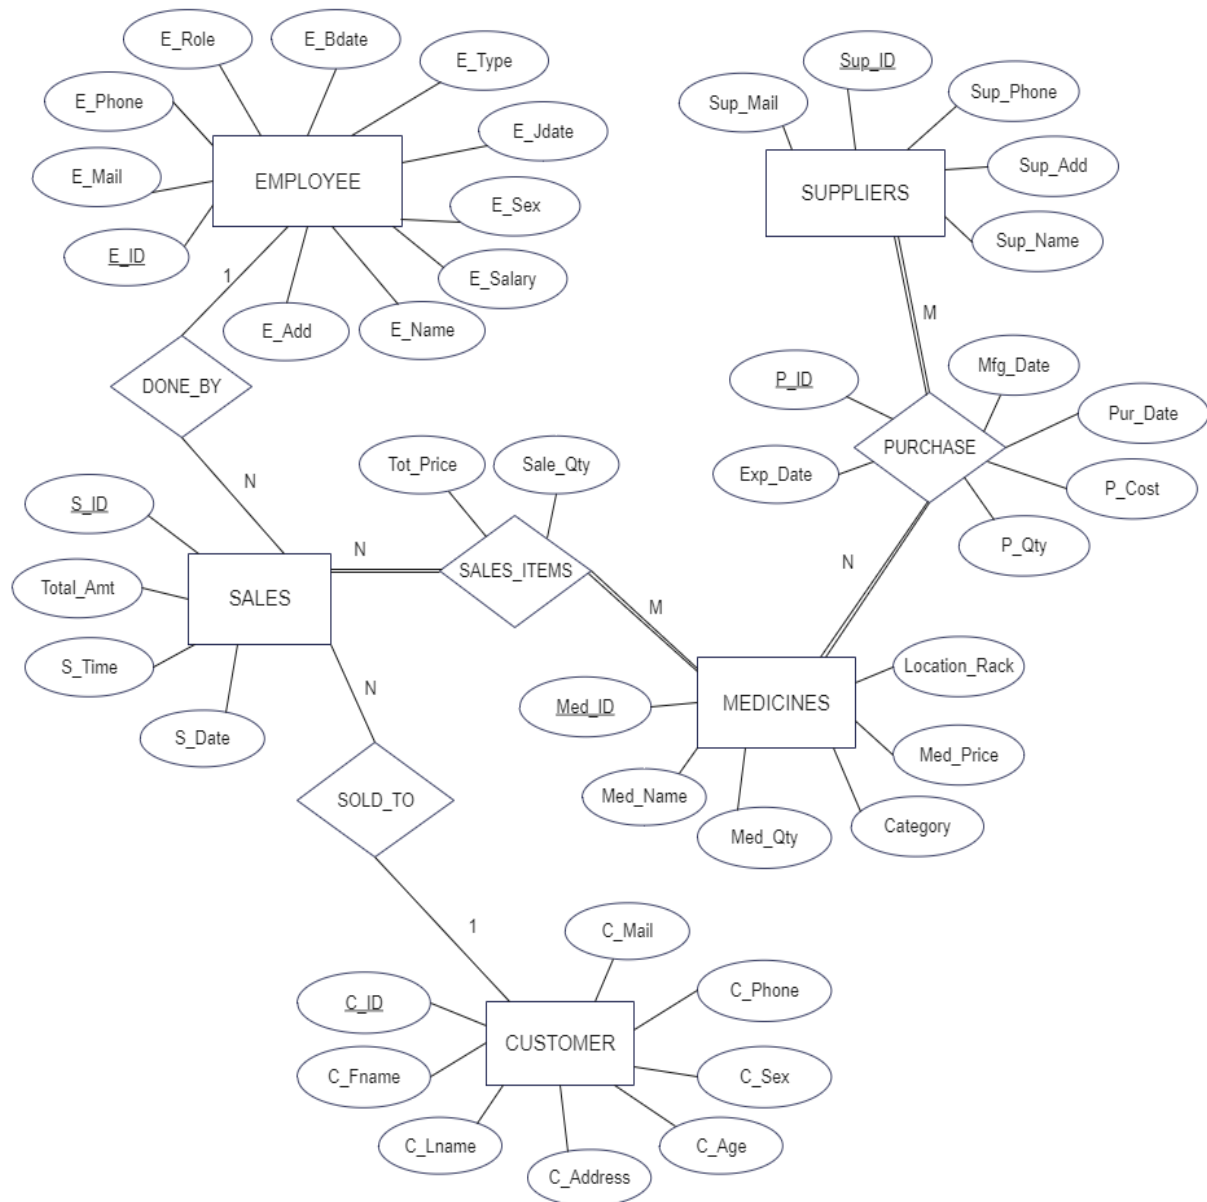 E_Role
E_Bdate
E_Type
E_Phone
E_Jdate
E_Mail
EMPLOYEE
E_Sex
E_ID
E_Salary
E_Add
E_Name
1
DONE_BY
N
Sup_ID
Sup_Mail
Sup_Phone
Sup_Add
SUPPLIERS
Sup_Name
M
P_ID
Mfg_Date
Pur_Date
PURCHASE
Exp_Date
P_Cost
P_Qty
N
Tot_Price
Sale_Qty
S_ID
N
SALES_ITEMS
Total_Amt
SALES
M
S_Time
S_Date
N
Location_Rack
Med_ID
MEDICINES
Med_Price
Med_Name
Med_Qty
Category
SOLD_TO
1
C_Mail
C_Phone
C_ID
CUSTOMER
C_Fname
C_Sex
C_Lname
C_Age
C_Address